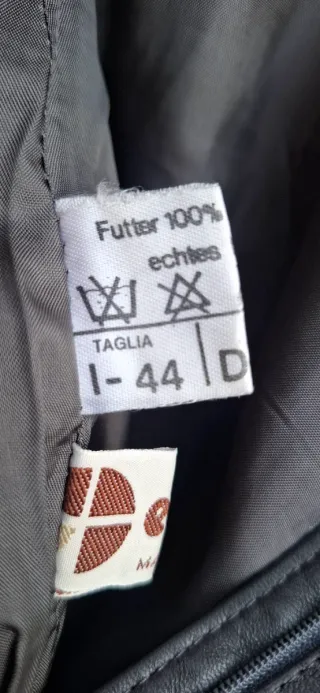 Futter 100%
echtes
TAGLIA
I - 44 | D